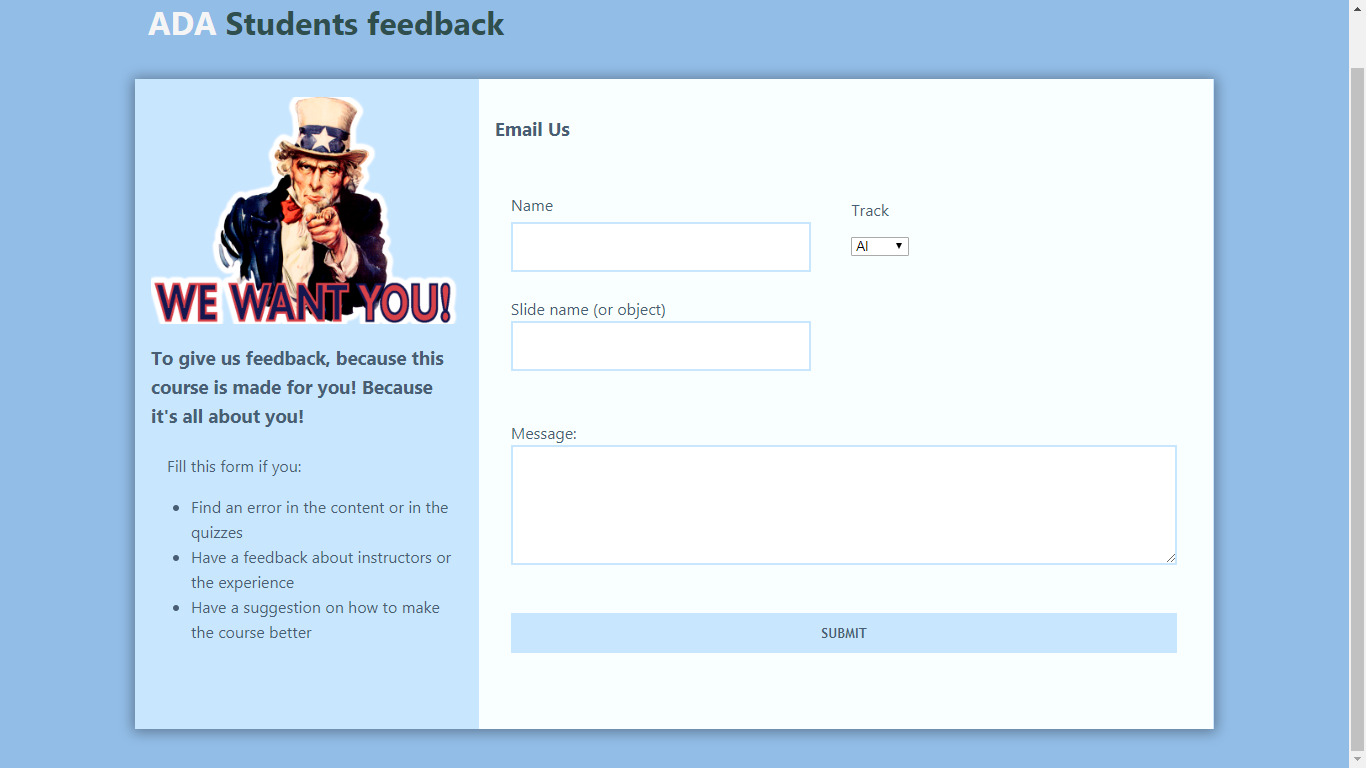 ADA Students feedback
WE WANT YOU!
To give us feedback, because this
course is made for you! Because
it's all about you!
Fill this form if you:
Find an error in the content or in the
quizzes
Have a feedback about instructors or
the experience
Have a suggestion on how to make
the course better
Email Us
Name
Track
AI
Slide name (or object)
Message:
SUBMIT